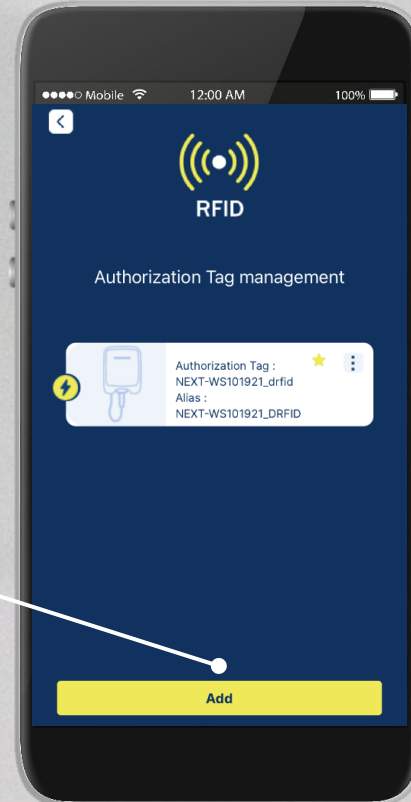 Mobile 12:00 AM 100%
RFID
Authorization Tag management
Authorization Tag :
NEXT-WS101921_drfid
Alias :
NEXT-WS101921_DRFID
Add